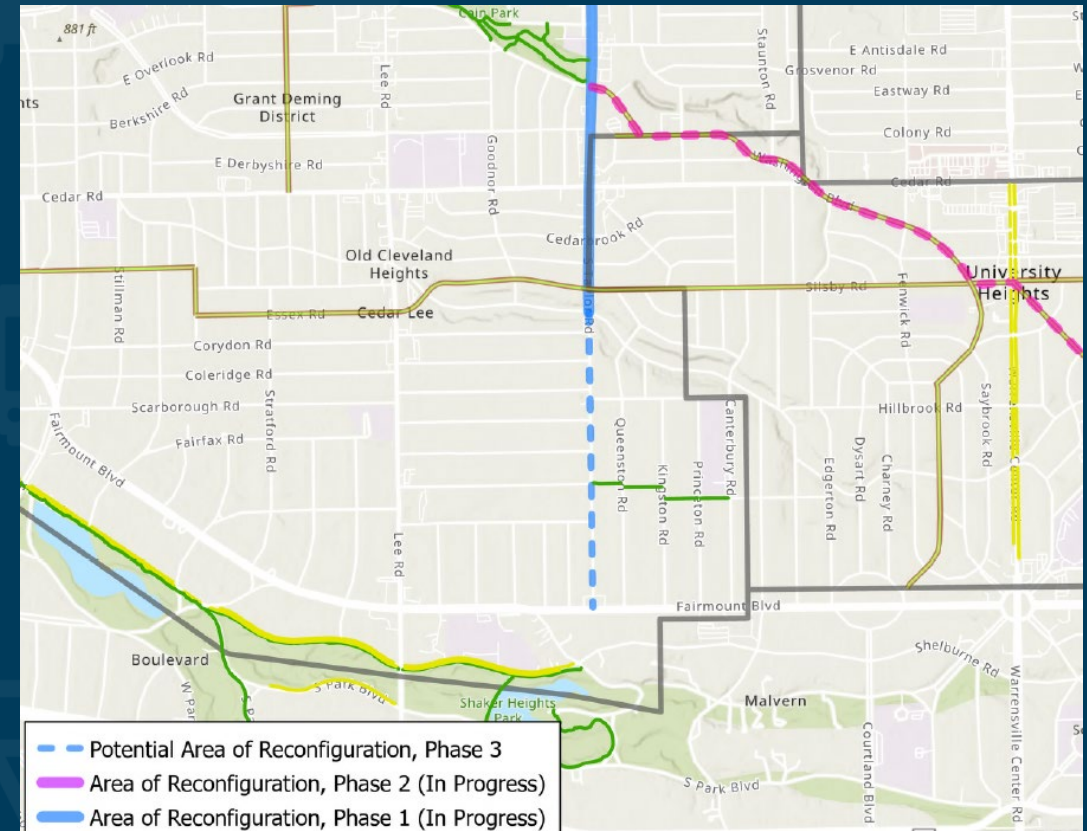 Cain Park
881 ft
E Overlook Rd
Lee Rd
Staunton Rd
E Antisdale Rd
Grosvenor Rd
Eastway Rd
Grant Deming
District
Berkshire Rd
Goodnor Rd
Colony Rd
E Derbyshire Rd
Cedar Rd
Cedar Rd
Cedarbrook Rd
Old Cleveland
Heights
University
Heights
Stillman Rd
Silsby Rd
Fenwick Rd
Essex Rd
Cedar Lee
Corydon Rd
Coleridge Rd
Scarborough Rd
Stratford Rd
Fairfax Rd
Hillbrook Rd
Saybrook Rd
Fairmount Blvd
Queenston Rd
Kingston Rd
Princeton Rd
Canterbury Rd
Edgerton Rd
Dysart Rd
Charney Rd
Lee Rd
Fairmount Blvd
Boulevard
S Park Blvd
Shaker Heights
Park
Malvern
Shelburne Rd
Warrensville Center Rd
Courtland Blvd
S Park Blvd
Potential Area of Reconfiguration, Phase 3
Area of Reconfiguration, Phase 2 (In Progress)
Area of Reconfiguration, Phase 1 (In Progress)